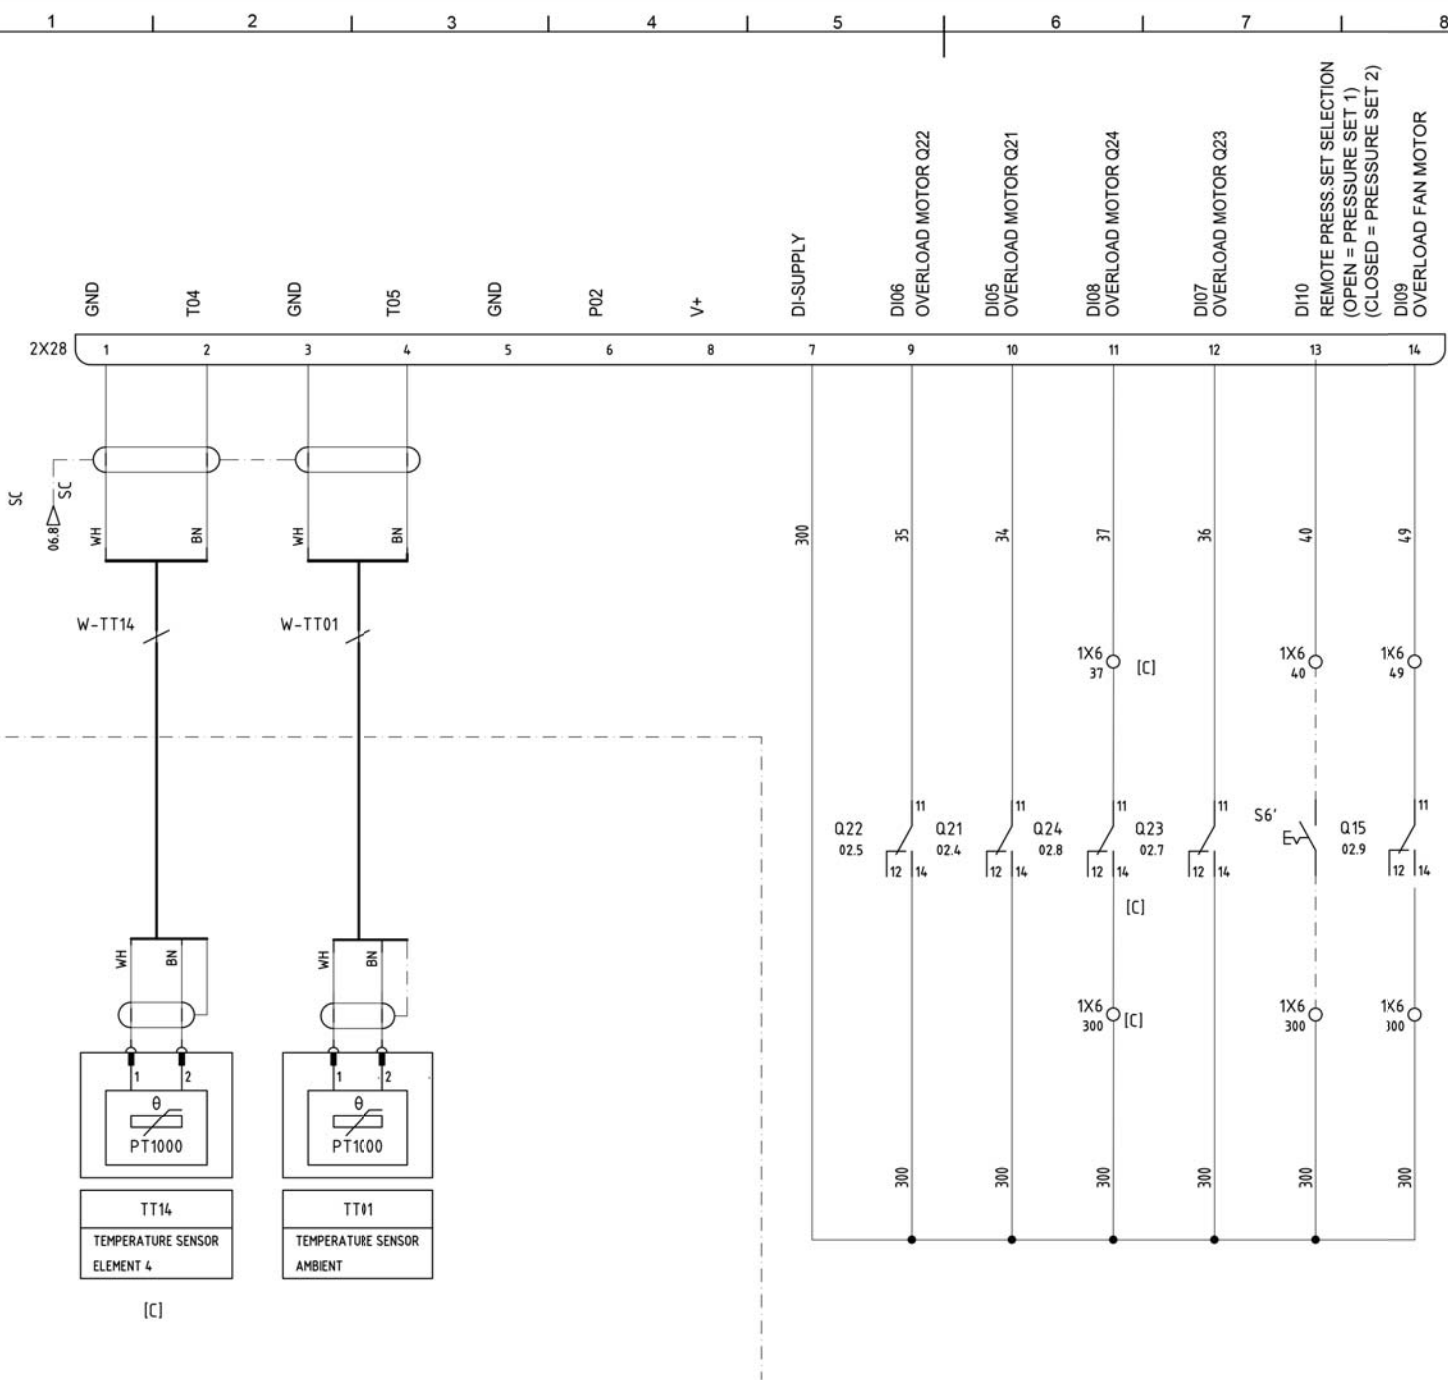 1 2 3 4 5 6 7 8
GND
T04
GND
T05
GND
P02
V+
DI-SUPPLY
DI06
OVERLOAD MOTOR Q22
DI05
OVERLOAD MOTOR Q21
DI08
OVERLOAD MOTOR Q24
DI07
OVERLOAD MOTOR Q23
DI10
REMOTE PRESS.SET SELECTION
(OPEN = PRESSURE SET 1)
(CLOSED = PRESSURE SET 2)
DI09
OVERLOAD FAN MOTOR
2X28 1 2 3 4 5 6 8 7 9 10 11 12 13 14
SC
SC
06.8
WH BN WH BN
300 35 34 37 36 40 49
W-TT14 W-TT01
1X6 1X6 1X6
37 [C] 40 49
11 11 11 11 11
Q22 Q21 Q24 Q23 S6' Q15
02.5 02.4 02.8 02.7 02.9
12 14 12 14 12 14 12 14 12 14
[C]
WH BN WH BN
1X6 1X6 1X6
300 [C] 300 300
1 2 1 2
θ θ
PT1000 PT1000
300 300 300 300 300 300
TT14 TT01
TEMPERATURE SENSOR
ELEMENT 4
TEMPERATURE SENSOR
AMBIENT
[C]